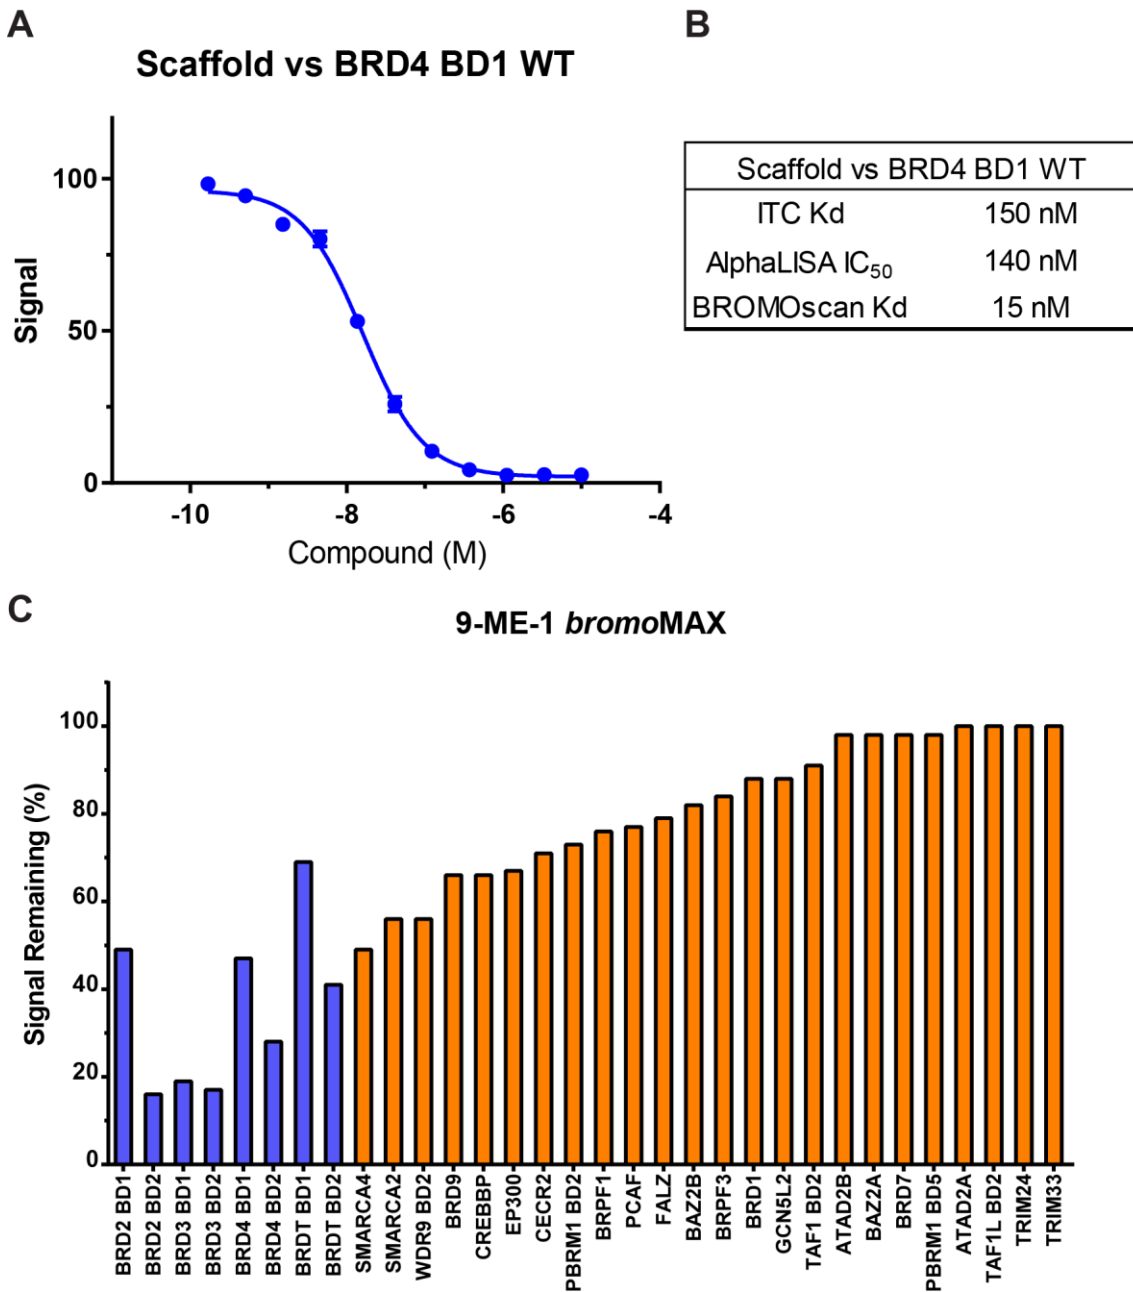 A
Scaffold vs BRD4 BD1 WT
Signal
100
50
0
-10
-8
-6
-4
Compound (M)
B
Scaffold vs BRD4 BD1 WT
ITC Kd 150 nM
AlphaLISA IC50 140 nM
BROMOscan Kd 15 nM
C
9-ME-1 bromoMAX
Signal Remaining (%)
100
80
60
40
20
0
BRD2 BD1
BRD2 BD2
BRD3 BD1
BRD3 BD2
BRD4 BD1
BRD4 BD2
BRDT BD1
BRDT BD2
SMARCA4
SMARCA2
WDR9 BD2
BRD9
CREBBP
EP300
CECR2
PBRM1 BD2
BRPF1
PCAF
FALZ
BAZ2B
BRPF3
BRD1
GCN5L2
TAF1 BD2
ATAD2B
BAZ2A
BRD7
PBRM1 BD5
ATAD2A
TAF1L BD2
TRIM24
TRIM33